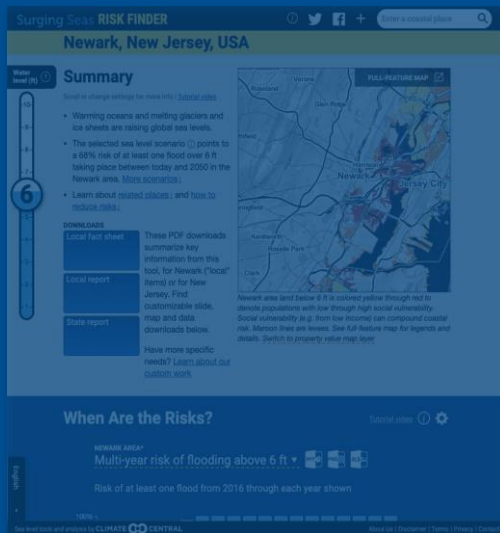 Surging Seas RISK FINDER
Enter a coastal place
Newark, New Jersey, USA
Water
level (ft)
Summary
FULL-FEATURE MAP
Scroll or change settings for more info | Tutorial video
• Warming oceans and melting glaciers and
ice sheets are raising global sea levels.
• The selected sea level scenario points to
a 68% risk of at least one flood over 6 ft
taking place between today and 2050 in the
Newark area. More scenarios↓
• Learn about related places↓ and how to
reduce risks↓
6
Glen Ridge
Harrison
Newark
Jersey City
Kenilworth
Roselle Park
Clark
DOWNLOADS
Local fact sheet
Local report
State report
These PDF downloads
summarize key
information from this
tool, for Newark ("local"
items) or for New
Jersey. Find
customizable slide,
map and data
downloads below.
Have more specific
needs? Learn about our
custom work
Newark area land below 6 ft is colored yellow through red to
denote populations with low through high social vulnerability.
Social vulnerability (e.g. from low income) can compound coastal
risk. Maroon lines are levees. See full-feature map for legends and
details. Switch to property value map layer
When Are the Risks?
Tutorial video
NEWARK AREA*
Multi-year risk of flooding above 6 ft
Risk of at least one flood from 2016 through each year shown
100%
English
Sea level tools and analysis by CLIMATE CENTRAL
About Us | Disclaimer | Terms | Privacy | Contact